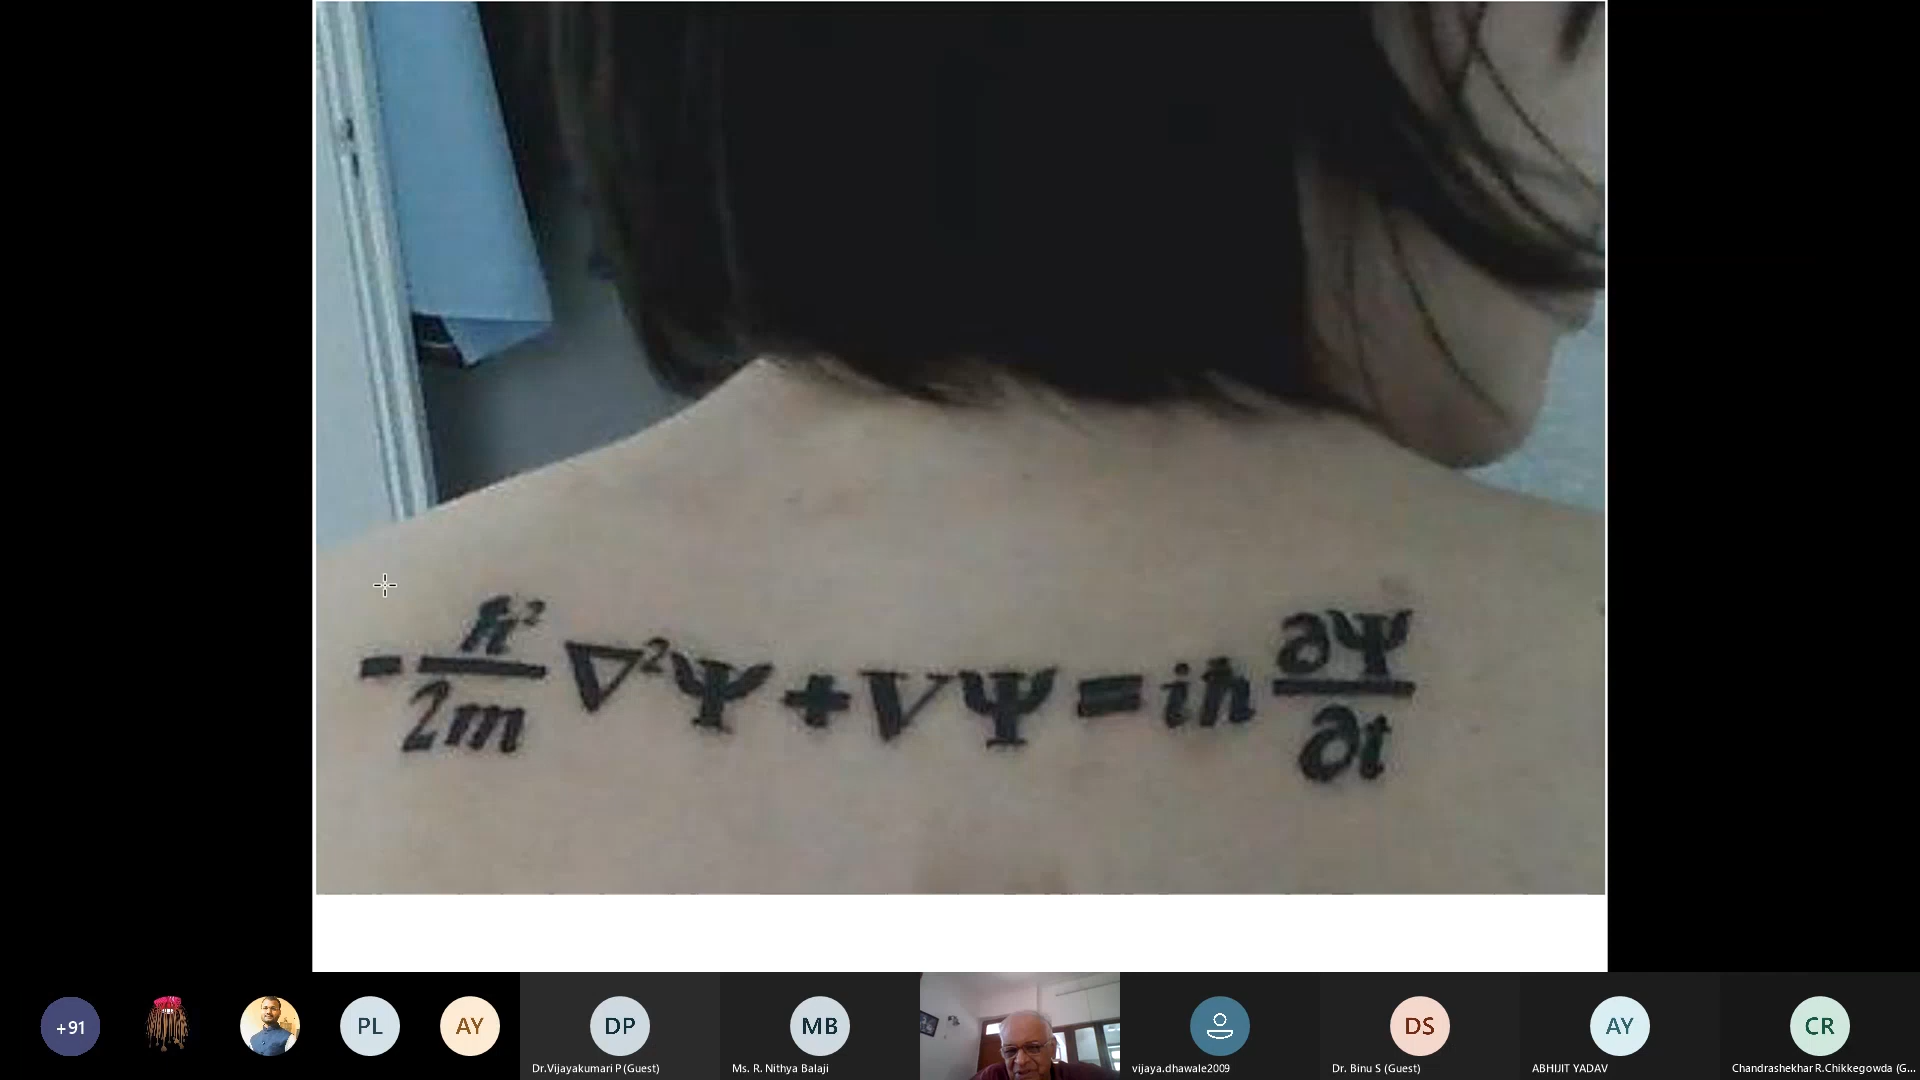 -ħ²/2m ∇²Ψ + VΨ = iħ ∂Ψ/∂t
+91
PL
AY
DP
Dr.Vijayakumari P (Guest)
MB
Ms. R. Nithya Balaji
vijaya.dhawale2009
DS
Dr. Binu S (Guest)
AY
ABHIJIT YADAV
CR
Chandrashekhar R.Chikkegowda (G...